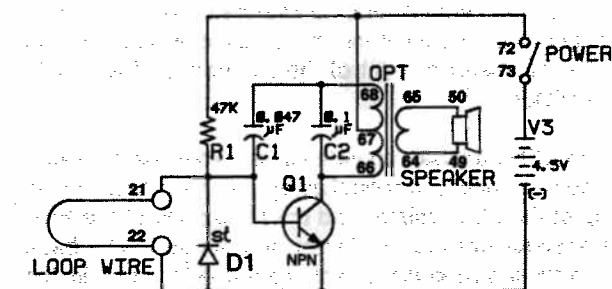 72
POWER
73
OPT
68
65
50
47K
0.047
µF
0.1
µF
67
V3
R1
C1
C2
4.5V
66
64
49
SPEAKER
(-)
21
Q1
22
st
D1
NPN
LOOP WIRE